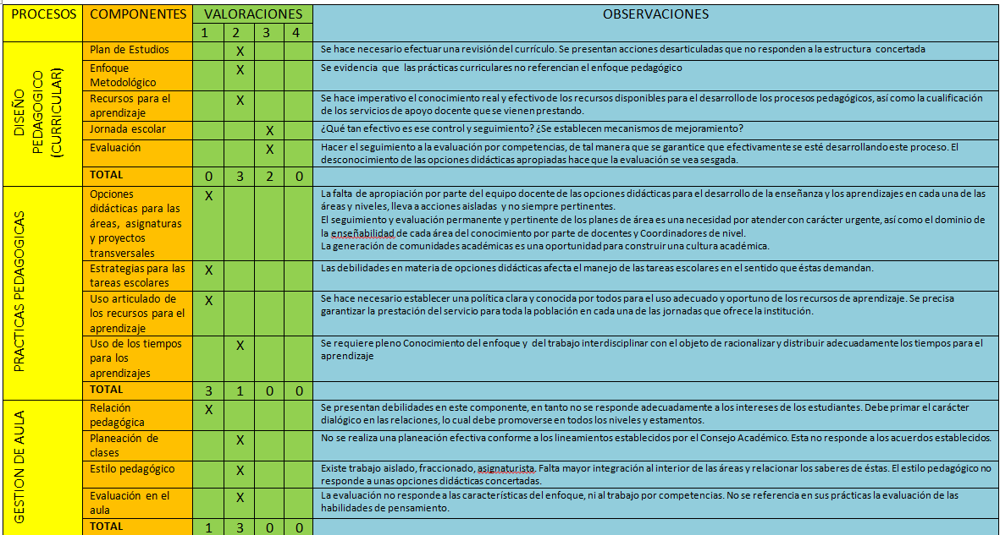 PROCESOS COMPONENTES VALORACIONES OBSERVACIONES
1 2 3 4
DISEÑO
PEDAGOGICO
(CURRICULAR)
Plan de Estudios X Se hace necesario efectuar una revisión del currículo. Se presentan acciones desarticuladas que no responden a la estructura concertada
Enfoque X Se evidencia que las prácticas curriculares no referencian el enfoque pedagógico
Metodológico
Recursos para el X Se hace imperativo el conocimiento real y efectivo de los recursos disponibles para el desarrollo de los procesos pedagógicos, así como la cualificación
aprendizaje de los servicios de apoyo docente que se vienen prestando.
Jornada escolar X ¿Qué tan efectivo es ese control y seguimiento? ¿Se establecen mecanismos de mejoramiento?
Evaluación X Hacer el seguimiento a la evaluación por competencias, de tal manera que se garantice que efectivamente se esté desarrollando este proceso. El
desconocimiento de las opciones didácticas apropiadas hace que la evaluación se vea sesgada.
TOTAL 0 3 2 0
PRACTICAS PEDAGOGICAS
Opciones X La falta de apropiación por parte del equipo docente de las opciones didácticas para el desarrollo de la enseñanza y los aprendizajes en cada una de las
didácticas para las áreas y niveles, lleva a acciones aisladas y no siempre pertinentes.
áreas, asignaturas El seguimiento y evaluación permanente y pertinente de los planes de área es una necesidad por atender con carácter urgente, así como el dominio de
y proyectos la enseñabilidad de cada área del conocimiento por parte de docentes y Coordinadores de nivel.
transversales La generación de comunidades académicas es una oportunidad para construir una cultura académica.
Estrategias para las X Las debilidades en materia de opciones didácticas afecta el manejo de las tareas escolares en el sentido que éstas demandan.
tareas escolares
Uso articulado de X Se hace necesario establecer una política clara y conocida por todos para el uso adecuado y oportuno de los recursos de aprendizaje. Se precisa
los recursos para el garantizar la prestación del servicio para toda la población en cada una de las jornadas que ofrece la institución.
aprendizaje
Uso de los tiempos X Se requiere pleno Conocimiento del enfoque y del trabajo interdisciplinar con el objeto de racionalizar y distribuir adecuadamente los tiempos para el
para los aprendizaje
aprendizajes
TOTAL 3 1 0 0
GESTION DE AULA
Relación X Se presentan debilidades en este componente, en tanto no se responde adecuadamente a los intereses de los estudiantes. Debe primar el carácter
pedagógica dialógico en las relaciones, lo cual debe promoverse en todos los niveles y estamentos.
Planeación de X No se realiza una planeación efectiva conforme a los lineamientos establecidos por el Consejo Académico. Esta no responde a los acuerdos establecidos.
clases
Estilo pedagógico X Existe trabajo aislado, fraccionado, asignaturista. Falta mayor integración al interior de las áreas y relacionar los saberes de éstas. El estilo pedagógico no
responde a unas opciones didácticas concertadas.
Evaluación en el X La evaluación no responde a las características del enfoque, ni al trabajo por competencias. No se referencia en sus prácticas la evaluación de las
aula habilidades de pensamiento.
TOTAL 1 3 0 0